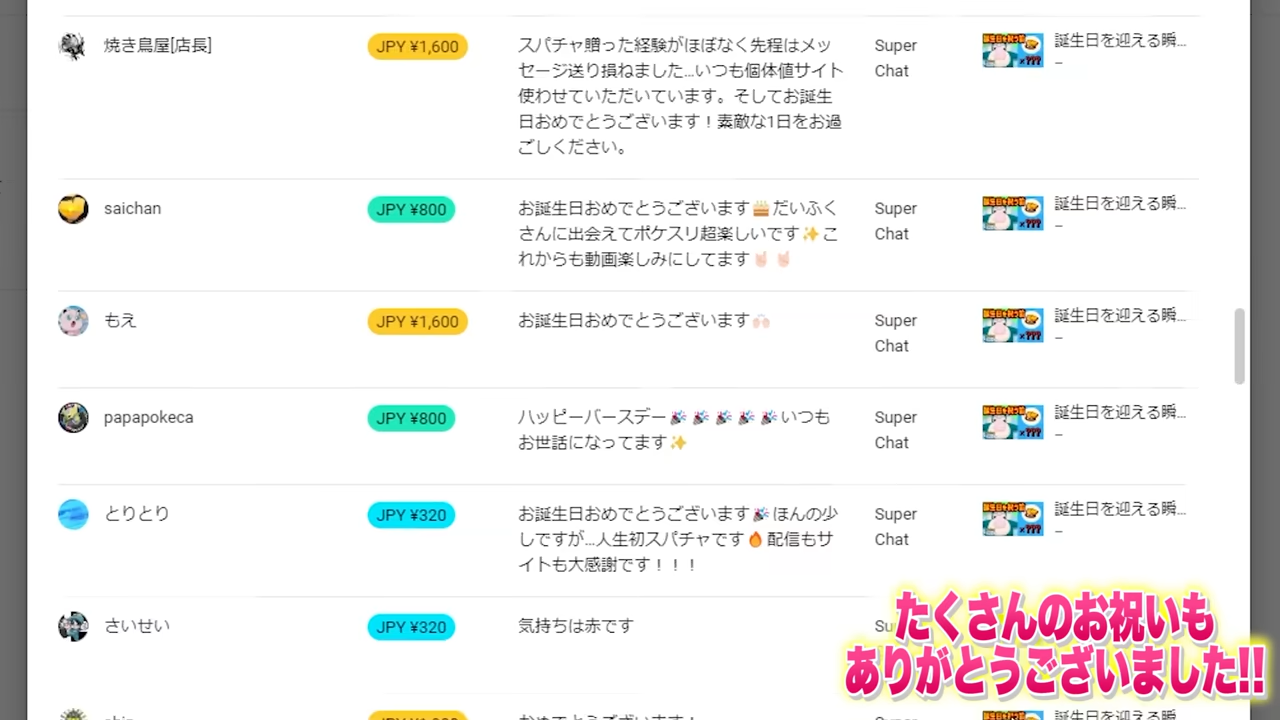 焼き鳥屋[店長]
JPY ¥1,600
スパチャ贈った経験がほぼなく先程はメッ
セージ送り損ねました…いつも個体値サイト
使わせていただいています。そしてお誕生
日おめでとうございます！素敵な1日をお過
ごしください。
Super
Chat
誕生日を迎える瞬...
–
saichan
JPY ¥800
お誕生日おめでとうございます🎂だいふく
さんに出会えてポケスリ超楽しいです✨こ
れからも動画楽しみにしてます🤘🏻🤘🏻
Super
Chat
誕生日を迎える瞬...
–
もえ
JPY ¥1,600
お誕生日おめでとうございます🙌🏻
Super
Chat
誕生日を迎える瞬...
–
papapokeca
JPY ¥800
ハッピーバースデー🎉🎉🎉🎉🎉いつも
お世話になってます✨
Super
Chat
誕生日を迎える瞬...
–
とりとり
JPY ¥320
お誕生日おめでとうございます🎉ほんの少
しですが…人生初スパチャです🔥配信もサ
イトも大感謝です！！！
Super
Chat
誕生日を迎える瞬...
–
さいせい
JPY ¥320
気持ちは赤です
たくさんのお祝いも
ありがとうございました!!